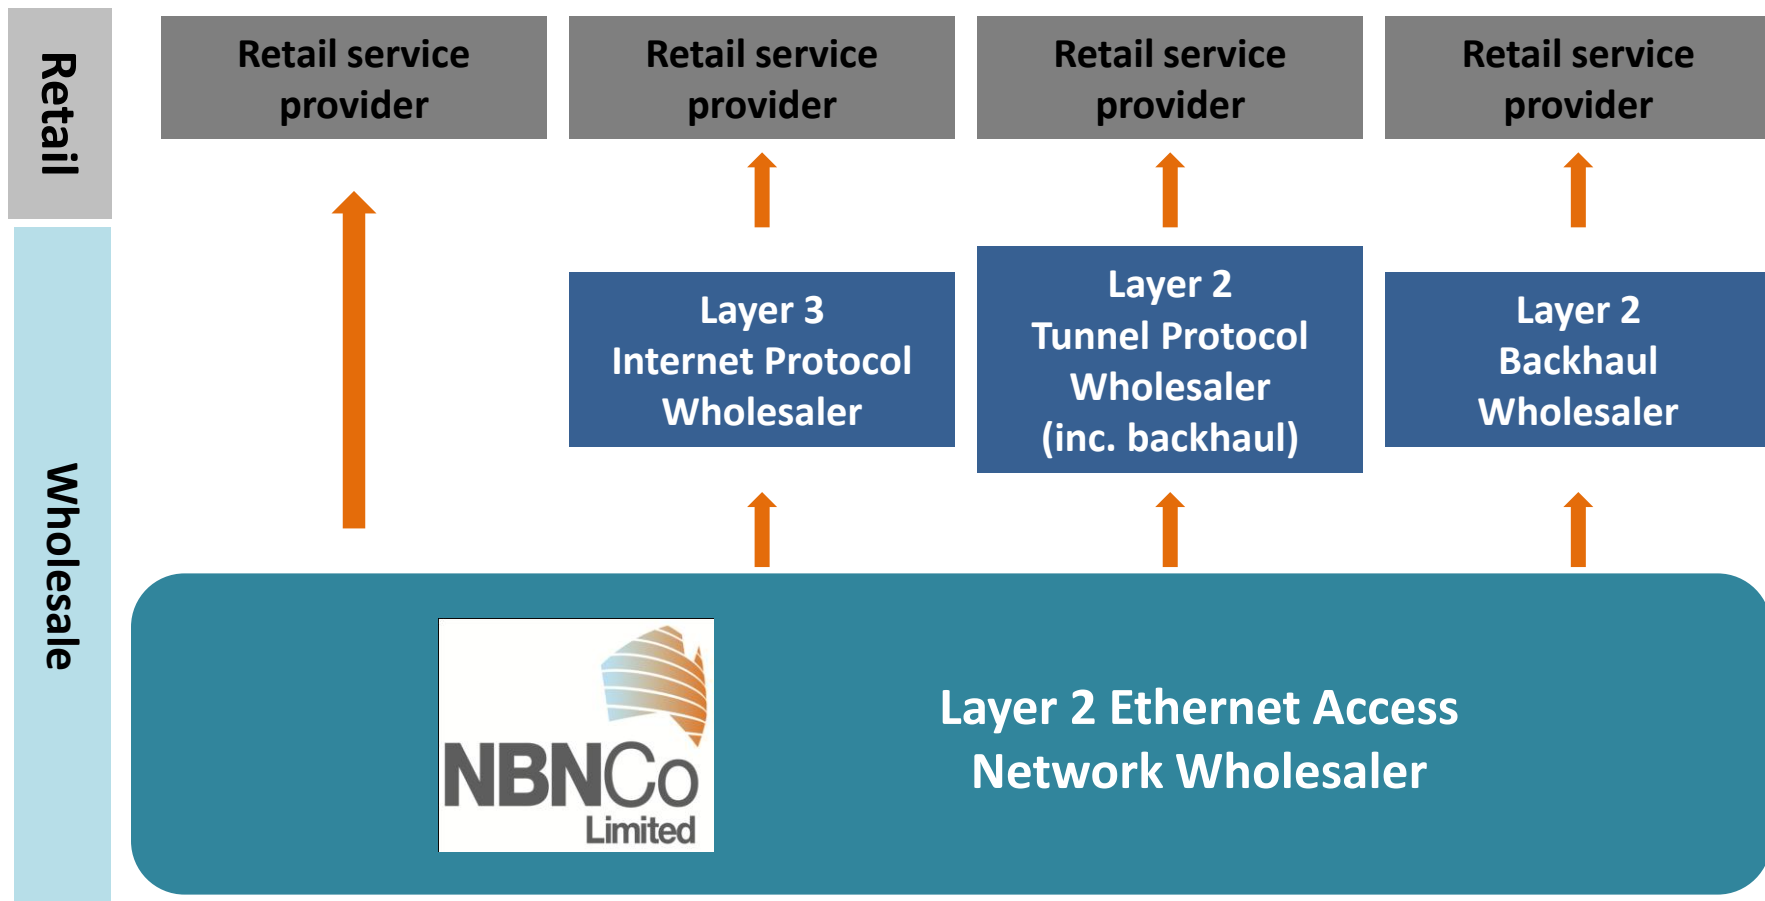 Retail
Retail service
provider
Retail service
provider
Retail service
provider
Retail service
provider
Wholesale
Layer 3
Internet Protocol
Wholesaler
Layer 2
Tunnel Protocol
Wholesaler
(inc. backhaul)
Layer 2
Backhaul
Wholesaler
NBNCo
Limited
Layer 2 Ethernet Access
Network Wholesaler